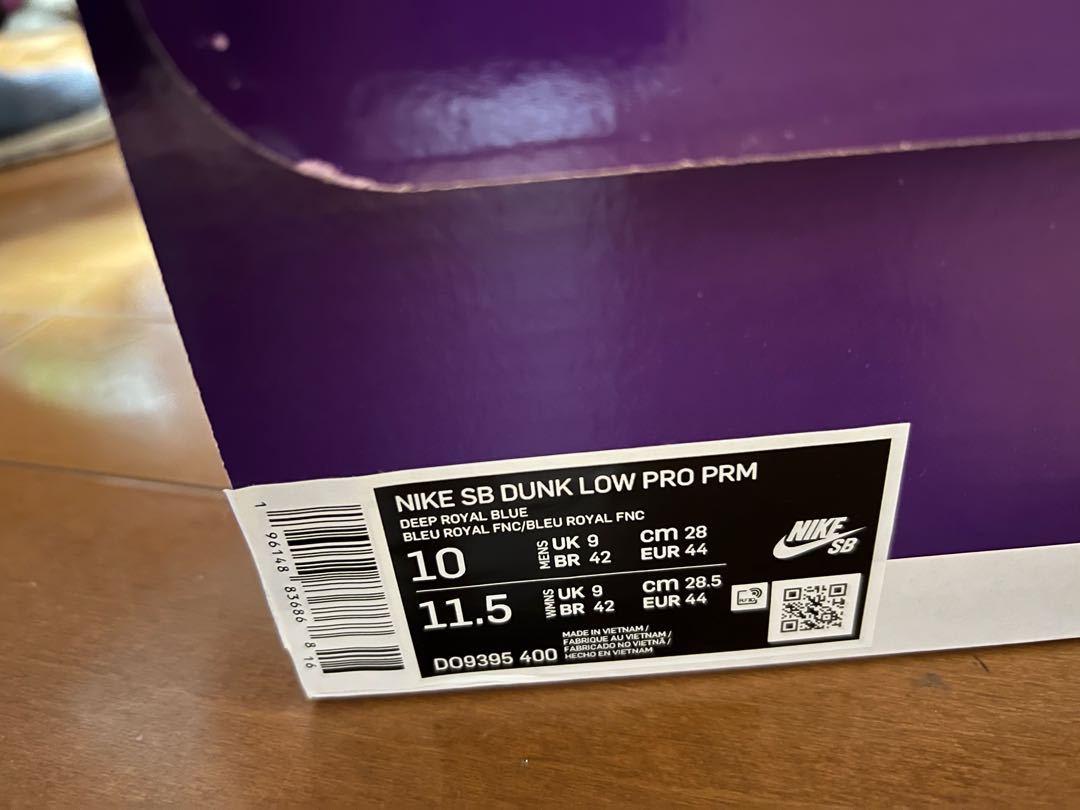 NIKE SB DUNK LOW PRO PRM
DEEP ROYAL BLUE
BLEU ROYAL FNC/BLEU ROYAL FNC
10 MENS UK 9 cm 28
BR 42 EUR 44
11.5 WMNS UK 9 cm 28.5
BR 42 EUR 44
MADE IN VIETNAM /
FABRIQUE AU VIETNAM /
FABRICADO NO VIETNÃ /
HECHO EN VIETNAM
DO9395 400
NIKE
SB
1 96148 83686 8 16